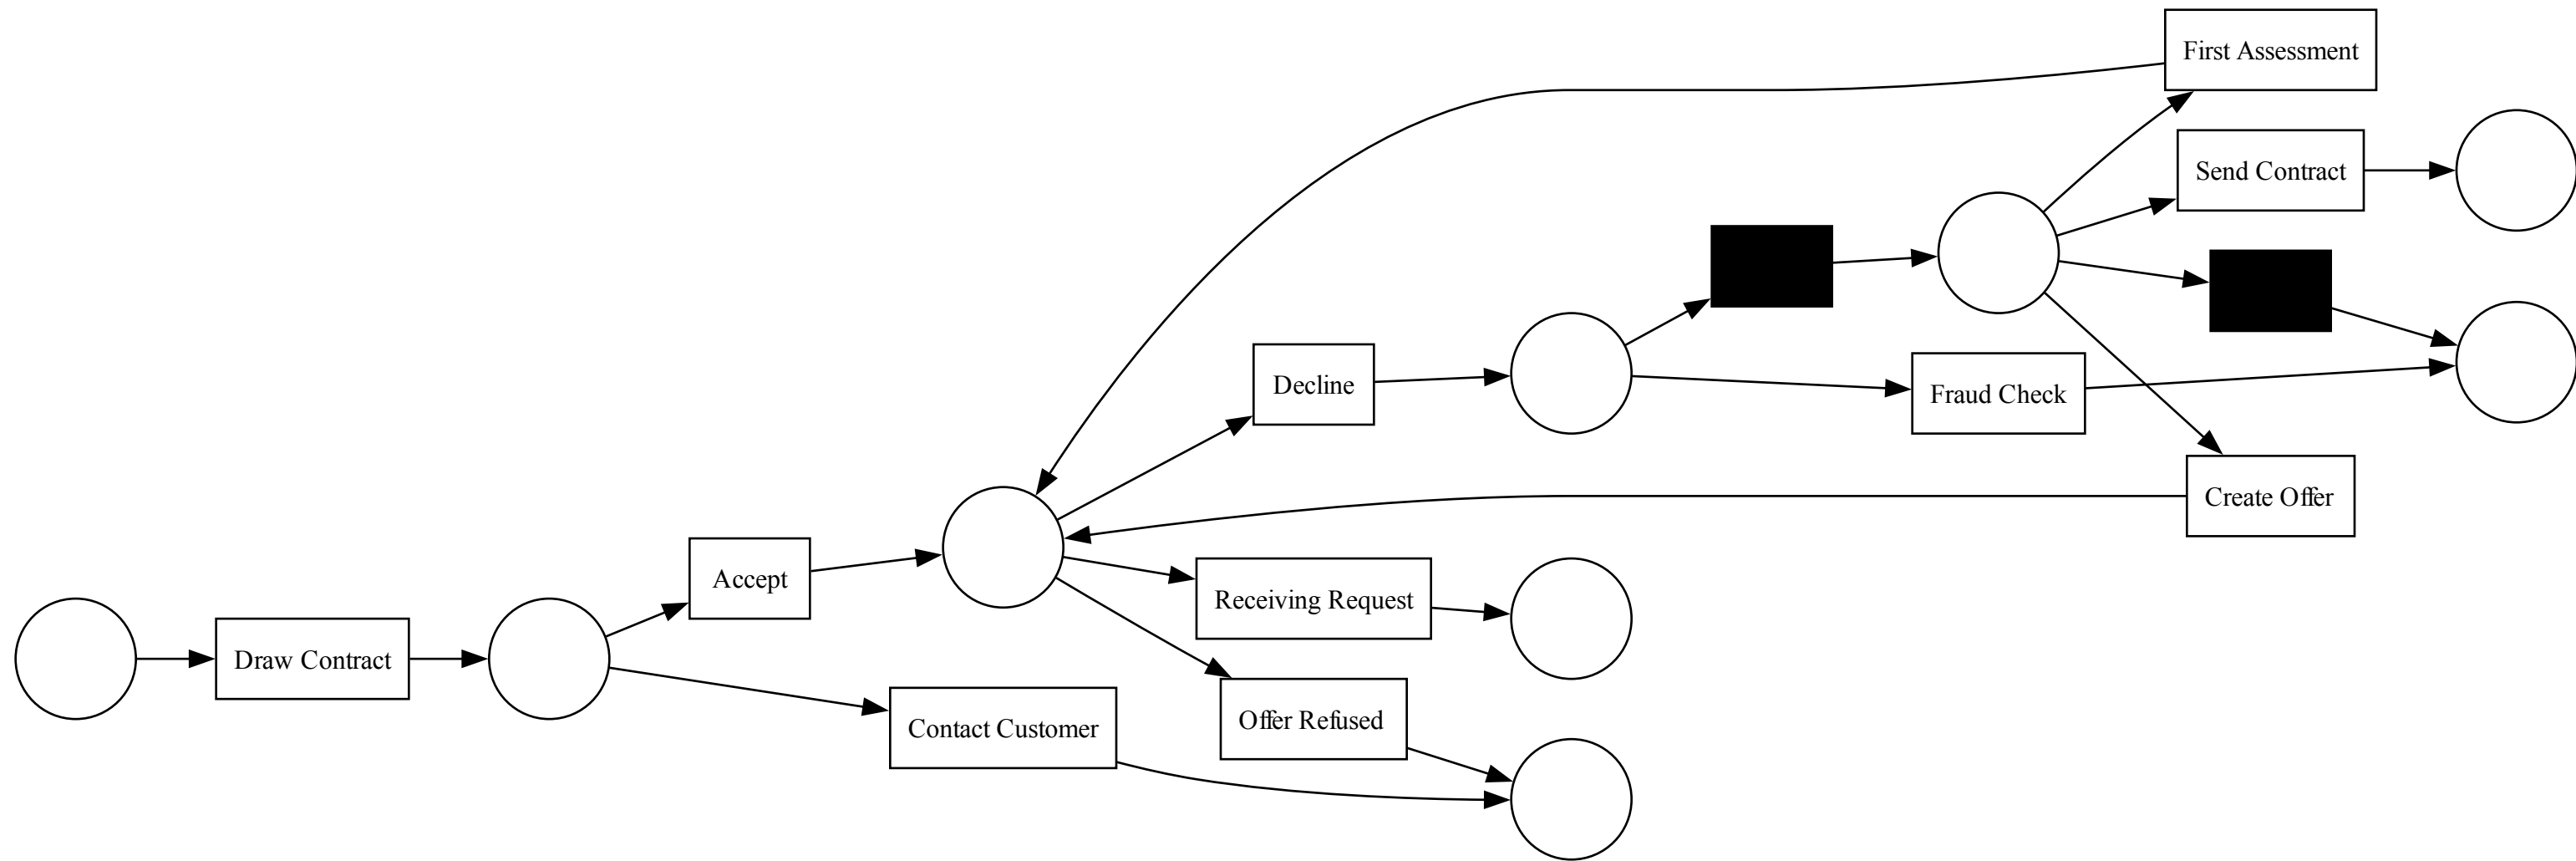 First Assessment
Send Contract
Decline
Fraud Check
Create Offer
Accept
Receiving Request
Draw Contract
Offer Refused
Contact Customer